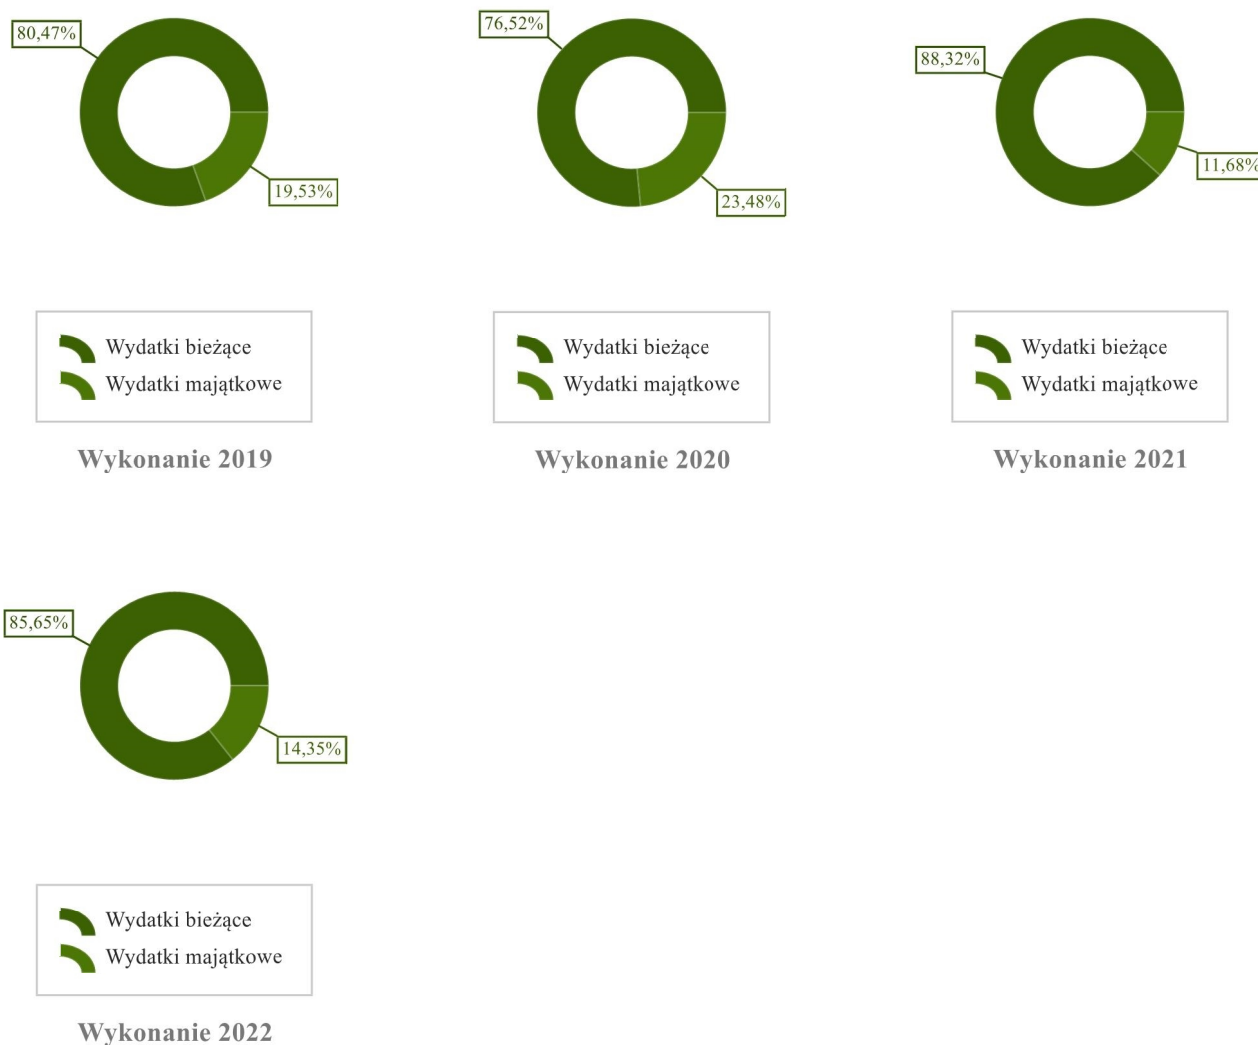 80,47%
19,53%
Wydatki bieżące
Wydatki majątkowe
Wykonanie 2019
76,52%
23,48%
Wydatki bieżące
Wydatki majątkowe
Wykonanie 2020
88,32%
11,68%
Wydatki bieżące
Wydatki majątkowe
Wykonanie 2021
85,65%
14,35%
Wydatki bieżące
Wydatki majątkowe
Wykonanie 2022